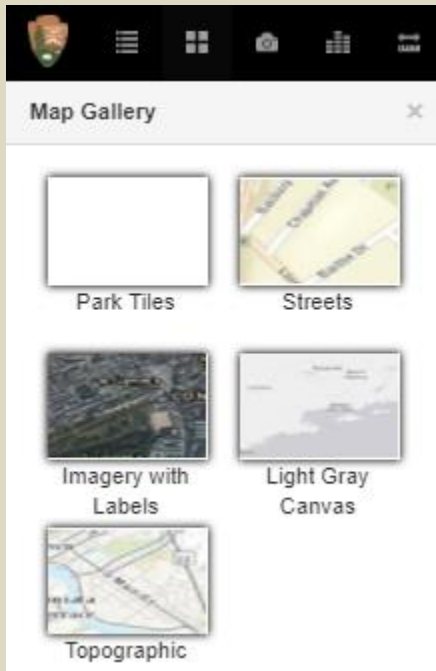 Map Gallery ×
Park Tiles
Streets
Imagery with
Labels
Light Gray
Canvas
Topographic